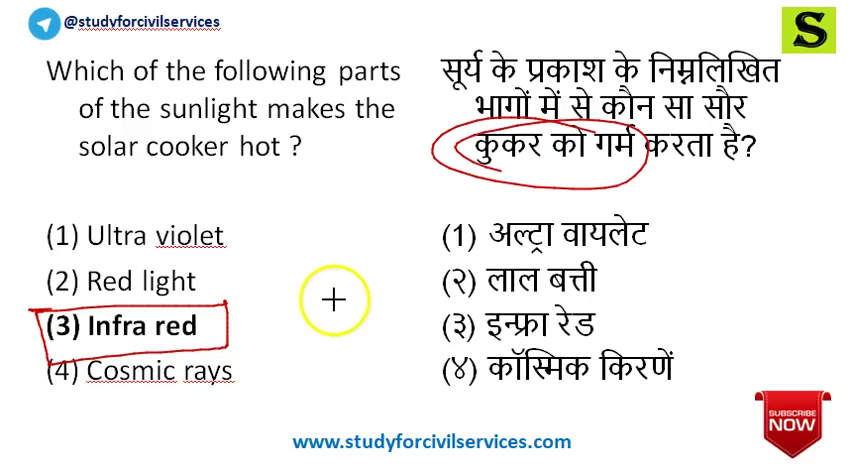 @studyforcivilservices
S
Which of the following parts
of the sunlight makes the
solar cooker hot ?
(1) Ultra violet
(2) Red light
(3) Infra red
(4) Cosmic rays
सूर्य के प्रकाश के निम्नलिखित
भागों में से कौन सा सौर
कुकर को गर्म करता है?
(1) अल्ट्रा वायलेट
(२) लाल बत्ती
(३) इन्फ्रा रेड
(४) कॉस्मिक किरणें
SUBSCRIBE
NOW
www.studyforcivilservices.com